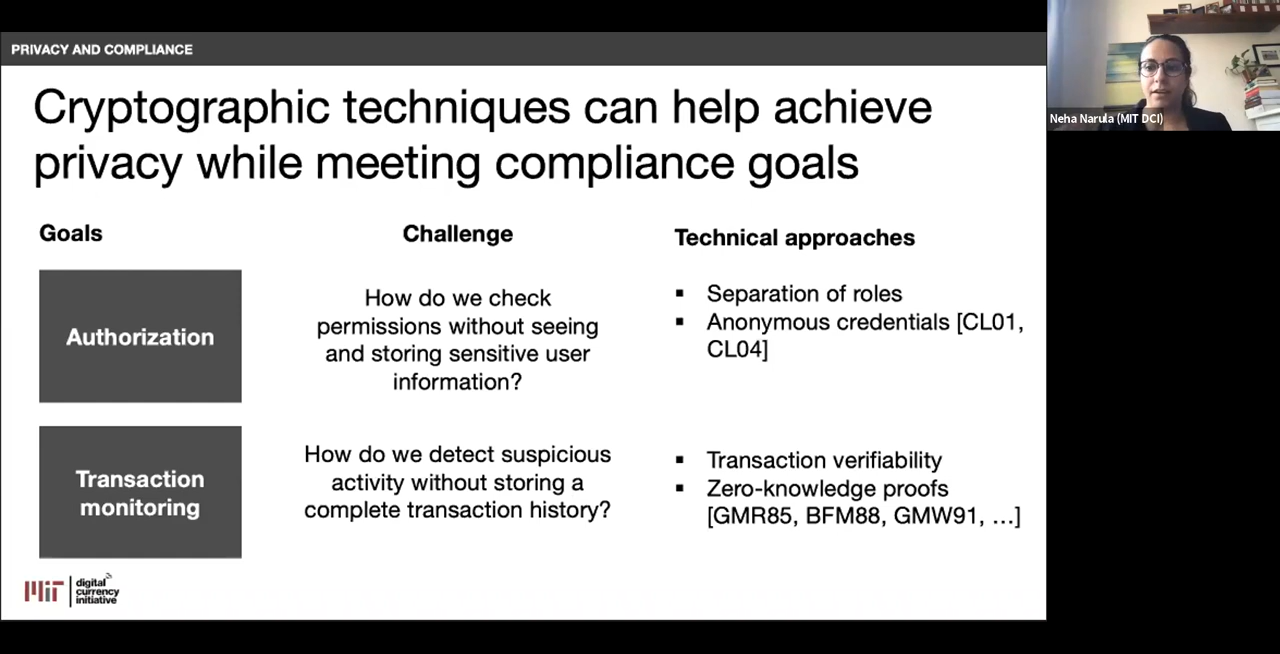 PRIVACY AND COMPLIANCE
Neha Narula (MIT DCI)
Cryptographic techniques can help achieve
privacy while meeting compliance goals
Goals
Challenge
Technical approaches
Authorization
How do we check
permissions without seeing
and storing sensitive user
information?
▪ Separation of roles
▪ Anonymous credentials [CL01,
CL04]
Transaction
monitoring
How do we detect suspicious
activity without storing a
complete transaction history?
▪ Transaction verifiability
▪ Zero-knowledge proofs
[GMR85, BFM88, GMW91, …]
MIT
digital
currency
initiative